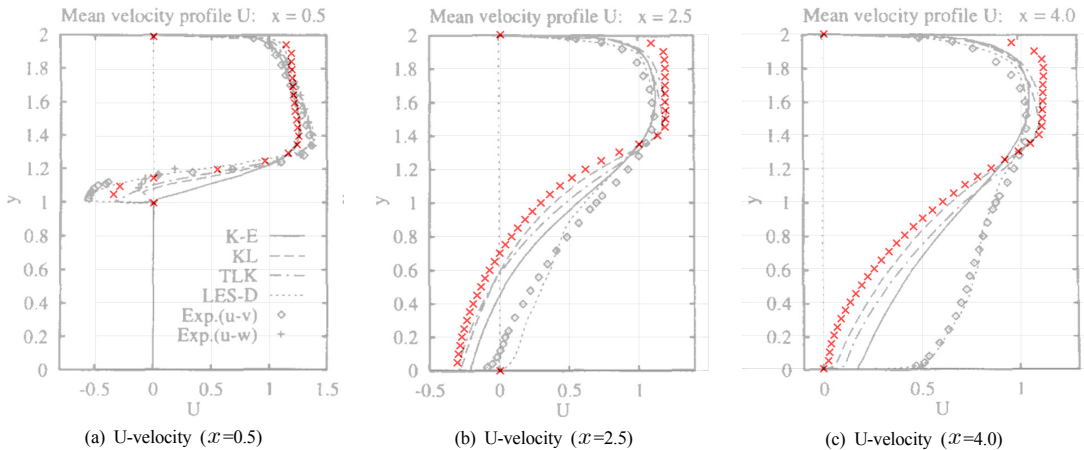 Mean velocity profile U: x = 0.5
2
1.8
1.6
1.4
1.2
1
0.8
0.6
0.4
0.2
0
y
K-E
KL
TLK
LES-D
Exp.(u-v)
Exp.(u-w)
-0.5 0 0.5 1 1.5
U
(a) U-velocity (x=0.5)
Mean velocity profile U: x = 2.5
2
1.8
1.6
1.4
1.2
1
0.8
0.6
0.4
0.2
0
y
-0.5 0 0.5 1
U
(b) U-velocity (x=2.5)
Mean velocity profile U: x = 4.0
2
1.8
1.6
1.4
1.2
1
0.8
0.6
0.4
0.2
0
y
0 0.5 1
U
(c) U-velocity (x=4.0)